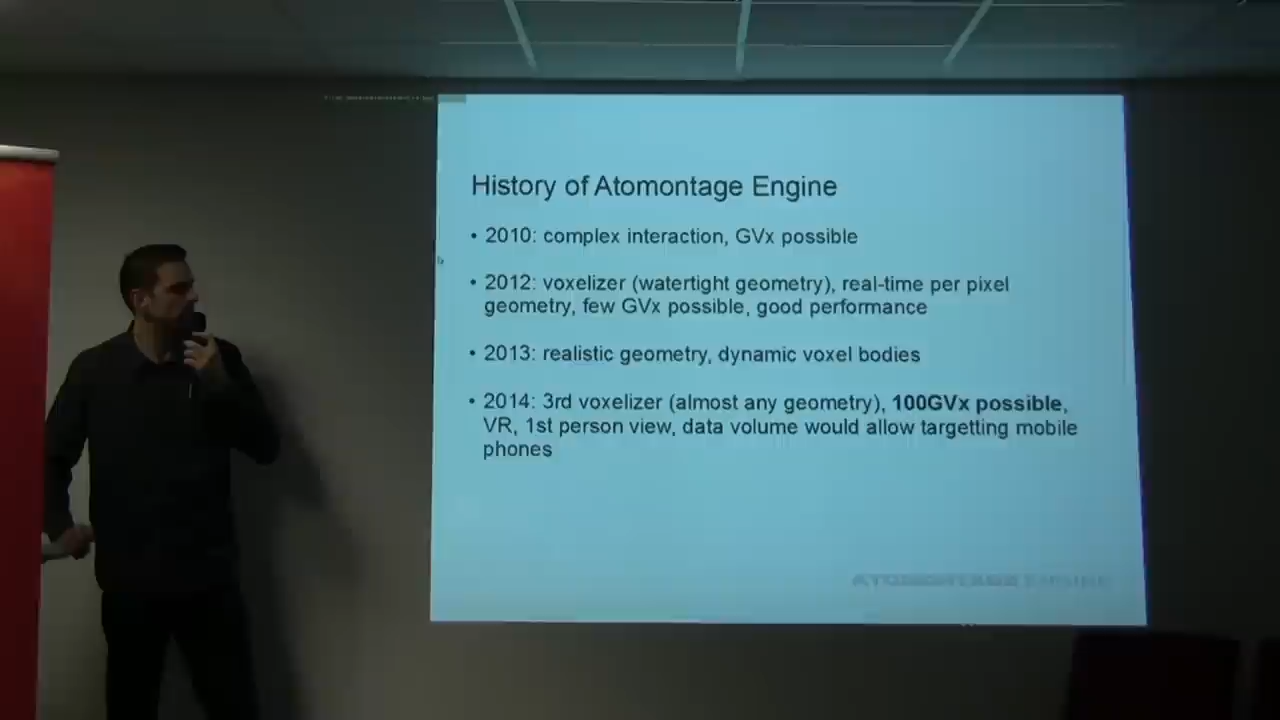 History of Atomontage Engine
• 2010: complex interaction, GVx possible
• 2012: voxelizer (watertight geometry), real-time per pixel
geometry, few GVx possible, good performance
• 2013: realistic geometry, dynamic voxel bodies
• 2014: 3rd voxelizer (almost any geometry), 100GVx possible,
VR, 1st person view, data volume would allow targetting mobile
phones
ATOMONTAGE ENGINE